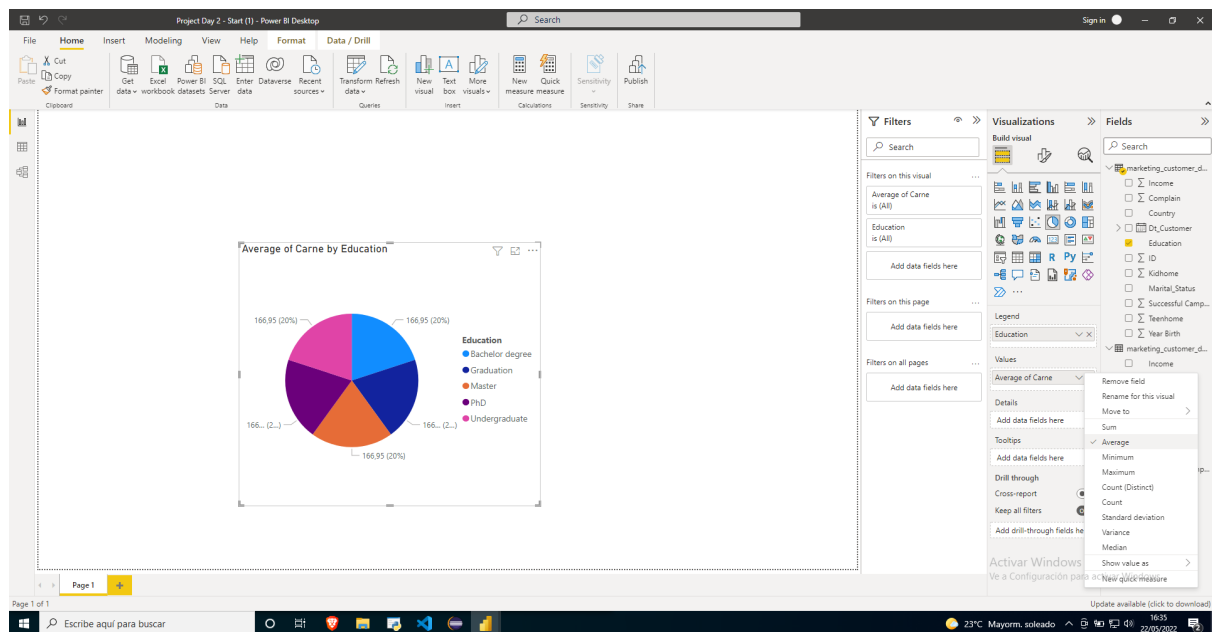 Project Day 2 - Start (1) - Power BI Desktop
Search
Sign in
File Home Insert Modeling View Help Format Data / Drill
Paste
Cut
Copy
Format painter
Get data
Excel workbook
Power BI datasets
SQL Server
Enter data
Dataverse
Recent sources
Transform data
Refresh
New visual
Text box
More visuals
New measure
Quick measure
Sensitivity
Publish
Clipboard
Data
Queries
Insert
Calculations
Sensitivity
Share
Average of Carne by Education
166,95 (20%)
166,95 (20%)
166... (2...)
166... (2...)
166,95 (20%)
Education
Bachelor degree
Graduation
Master
PhD
Undergraduate
Filters
Search
Filters on this visual
Average of Carne
is (All)
Education
is (All)
Add data fields here
Filters on this page
Add data fields here
Filters on all pages
Add data fields here
Visualizations
Build visual
R Py
Legend
Education
Values
Average of Carne
Details
Add data fields here
Tooltips
Add data fields here
Drill through
Cross-report
Keep all filters
Add drill-through fields he
Fields
Search
marketing_customer_d...
Income
Complain
Country
Dt_Customer
Education
ID
Kidhome
Marital_Status
Successful Camp...
Teenhome
Year Birth
marketing_customer_d...
Income
Remove field
Rename for this visual
Move to
Sum
Average
Minimum
Maximum
Count (Distinct)
Count
Standard deviation
Variance
Median
Show value as
New quick measure
Activar Windows
Ve a Configuración para
Page 1
Page 1 of 1
Update available (click to download)
Escribe aquí para buscar
23°C Mayorm. soleado
16:35
22/05/2022